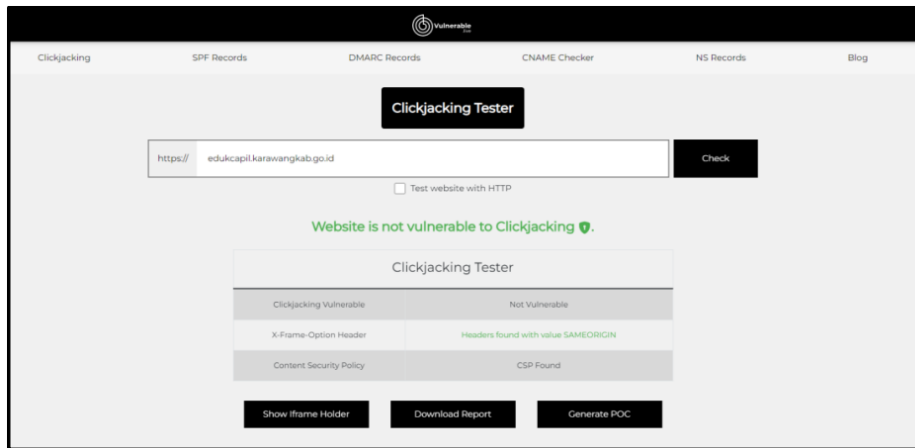 Vulnerable
Clickjacking SPF Records DMARC Records CNAME Checker NS Records Blog
Clickjacking Tester
https:// edukcapil.karawangkab.go.id Check
Test website with HTTP
Website is not vulnerable to Clickjacking.
Clickjacking Tester
Clickjacking Vulnerable Not Vulnerable
X-Frame-Option Header Headers found with value SAMEORIGIN
Content Security Policy CSP Found
Show Iframe Holder Download Report Generate POC